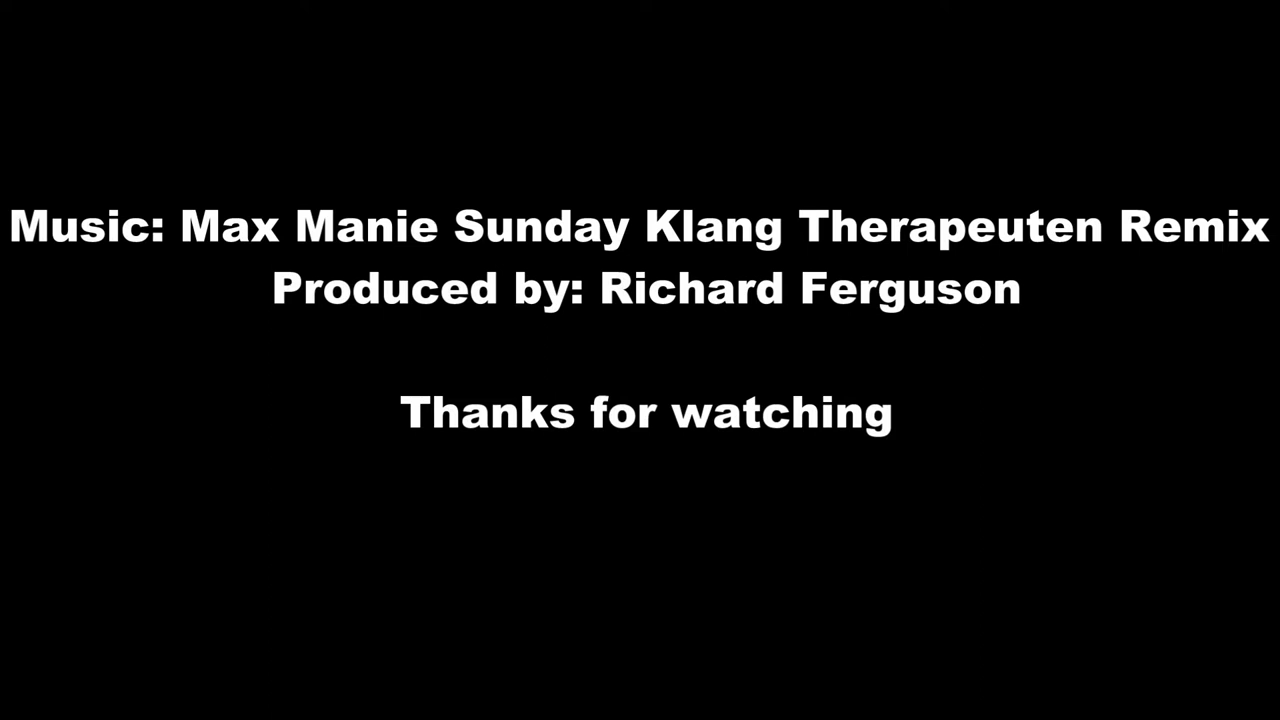 Music: Max Manie Sunday Klang Therapeuten Remix
Produced by: Richard Ferguson
Thanks for watching